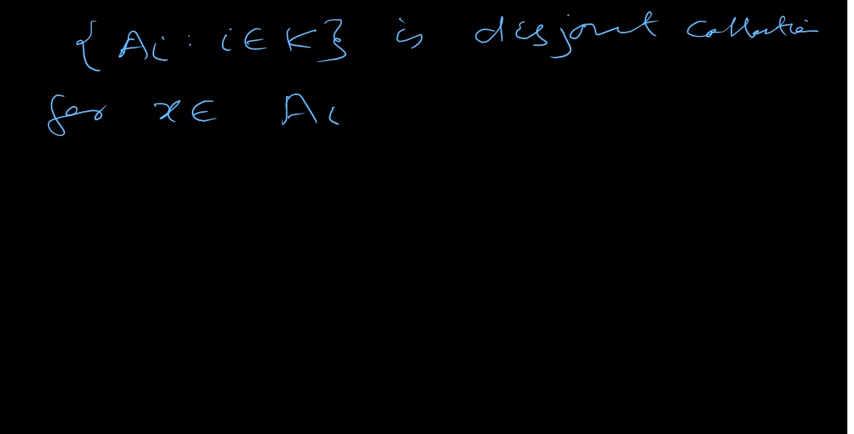 { Ai : i ∈ K } is disjoint collection
for x ∈ Ai